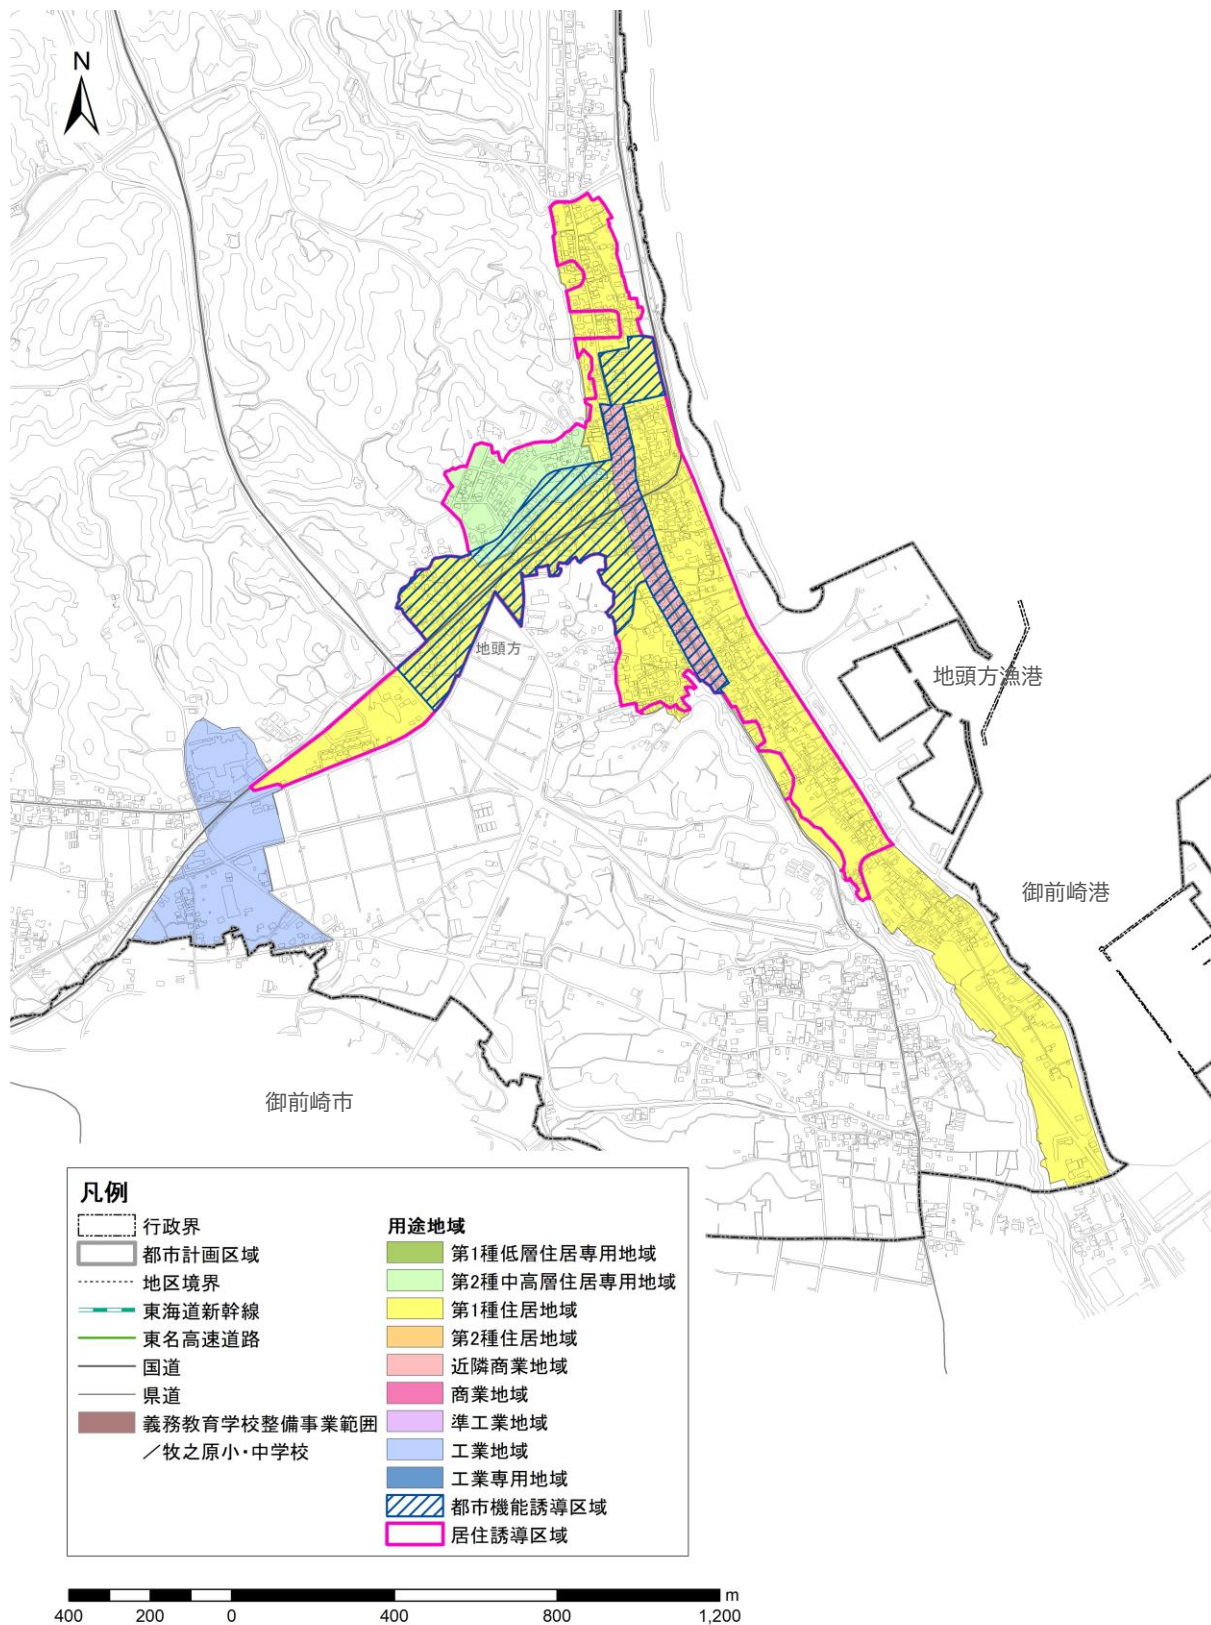 N
地頭方
地頭方漁港
御前崎港
御前崎市
凡例
行政界
都市計画区域
地区境界
東海道新幹線
東名高速道路
国道
県道
義務教育学校整備事業範囲
／牧之原小・中学校
用途地域
第1種低層住居専用地域
第2種中高層住居専用地域
第1種住居地域
第2種住居地域
近隣商業地域
商業地域
準工業地域
工業地域
工業専用地域
都市機能誘導区域
居住誘導区域
m
400 200 0 400 800 1,200